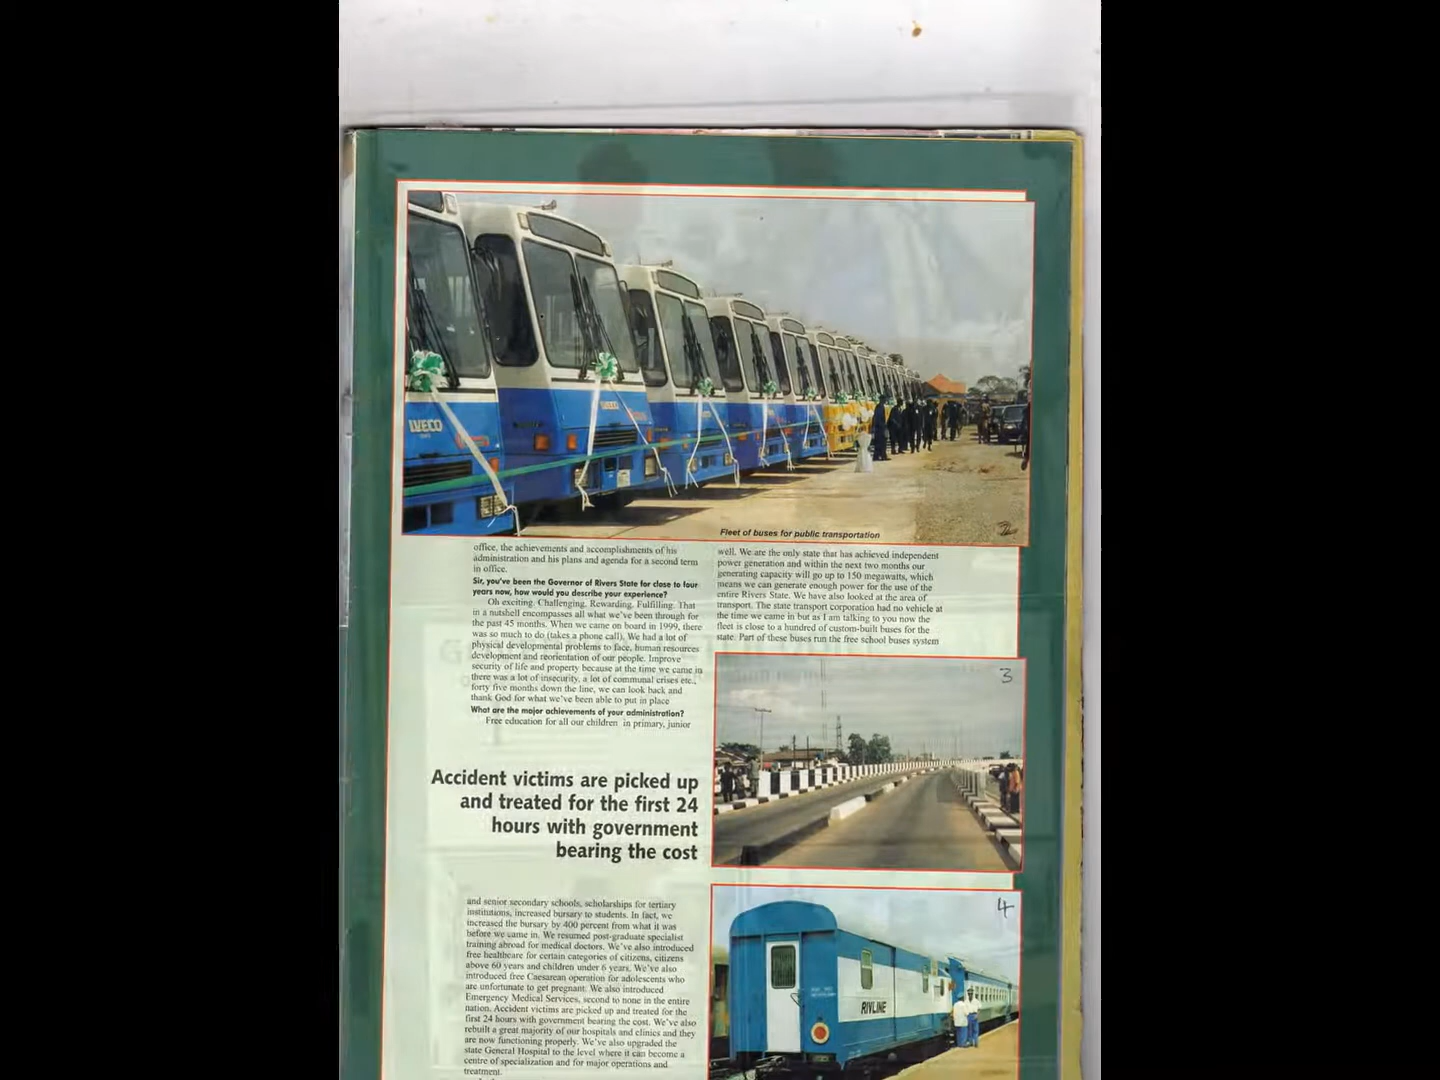 IVECO
IVECO
Fleet of buses for public transportation
office, the achievements and accomplishments of his
administration and his plans and agenda for a second term
in office.
Sir, you've been the Governor of Rivers State for close to four
years now, how would you describe your experience?
Oh exciting. Challenging. Rewarding. Fulfilling. That
in a nutshell encompasses all what we've been through for
the past 45 months. When we came on board in 1999, there
was so much to do (takes a phone call). We had a lot of
physical developmental problems to face, human resources
development and reorientation of our people. Improve
security of life and property because at the time we came in
there was a lot of insecurity, a lot of communal crises etc.,
forty five months down the line, we can look back and
thank God for what we've been able to put in place
What are the major achievements of your administration?
Free education for all our children in primary, junior
Accident victims are picked up
and treated for the first 24
hours with government
bearing the cost
and senior secondary schools, scholarships for tertiary
institutions, increased bursary to students. In fact, we
increased the bursary by 400 percent from what it was
before we came in. We resumed post-graduate specialist
training abroad for medical doctors. We've also introduced
free healthcare for certain categories of citizens, citizens
above 60 years and children under 6 years. We've also
introduced free Caesarean operation for adolescents who
are unfortunate to get pregnant. We also introduced
Emergency Medical Services, second to none in the entire
nation. Accident victims are picked up and treated for the
first 24 hours with government bearing the cost. We've also
rebuilt a great majority of our hospitals and clinics and they
are now functioning properly. We've also upgraded the
state General Hospital to the level where it can become a
centre of specialization and for major operations and
treatment.
well. We are the only state that has achieved independent
power generation and within the next two months our
generating capacity will go up to 150 megawatts, which
means we can generate enough power for the use of the
entire Rivers State. We have also looked at the area of
transport. The state transport corporation had no vehicle at
the time we came in but as I am talking to you now the
fleet is close to a hundred of custom-built buses for the
state. Part of these buses run the free school buses system
3
4
RIVLINE